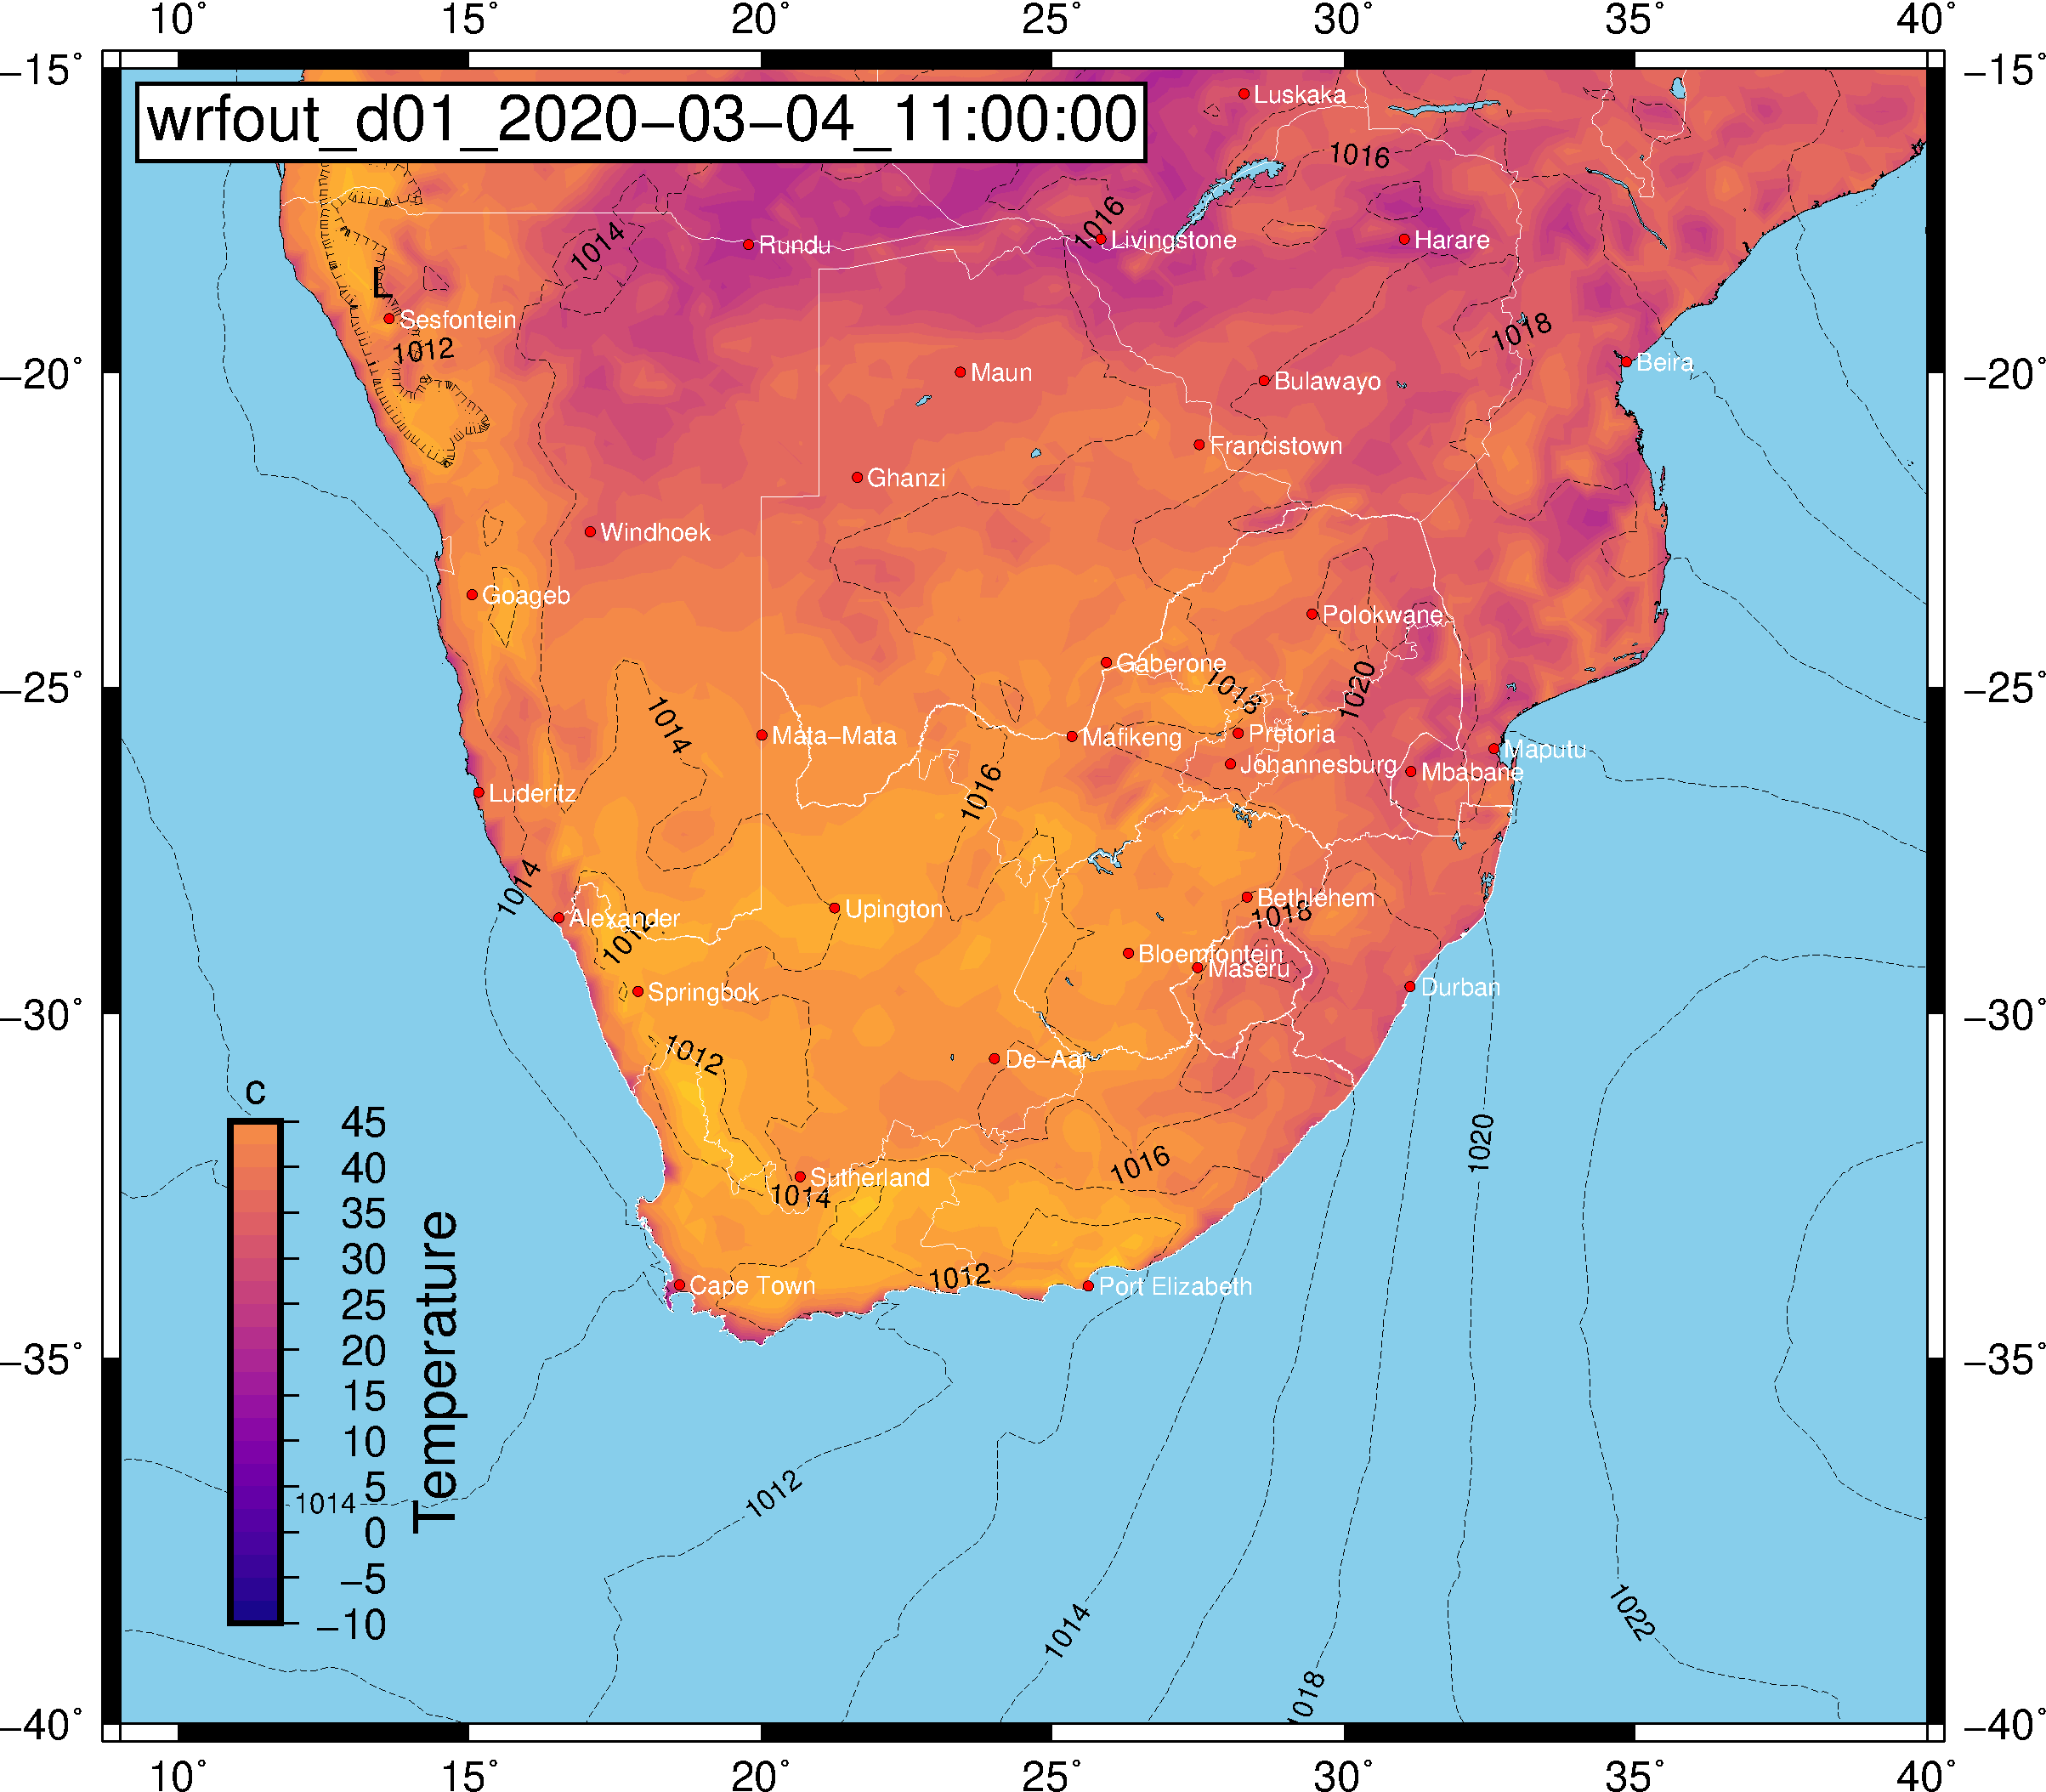 10° 15° 20° 25° 30° 35° 40°
−15° −15°
wrfout_d01_2020−03−04_11:00:00
Luskaka
1016
1014
1016
Rundu
Livingstone
Harare
L
Sesfontein
1012
1018
Maun
Bulawayo
Beira
−20° −20°
Francistown
Ghanzi
Windhoek
Goageb
Polokwane
Gaberone
1018
1020
−25° −25°
1014
Mata−Mata
Mafikeng
Pretoria
Maputu
Johannesburg
Mbabane
1016
Luderitz
1014
Alexander
1012
Upington
Bethlehem
1018
Bloemfontein
Maseru
Springbok
Durban
−30° −30°
1012
De−Aar
1020
1016
Sutherland
1014
1012
Cape Town
Port Elizabeth
−35° −35°
c
45
40
35
30
25
20
15
10
5
0
−5
−10
Temperature
1014
1012
1014
1018
1022
−40° −40°
10° 15° 20° 25° 30° 35° 40°